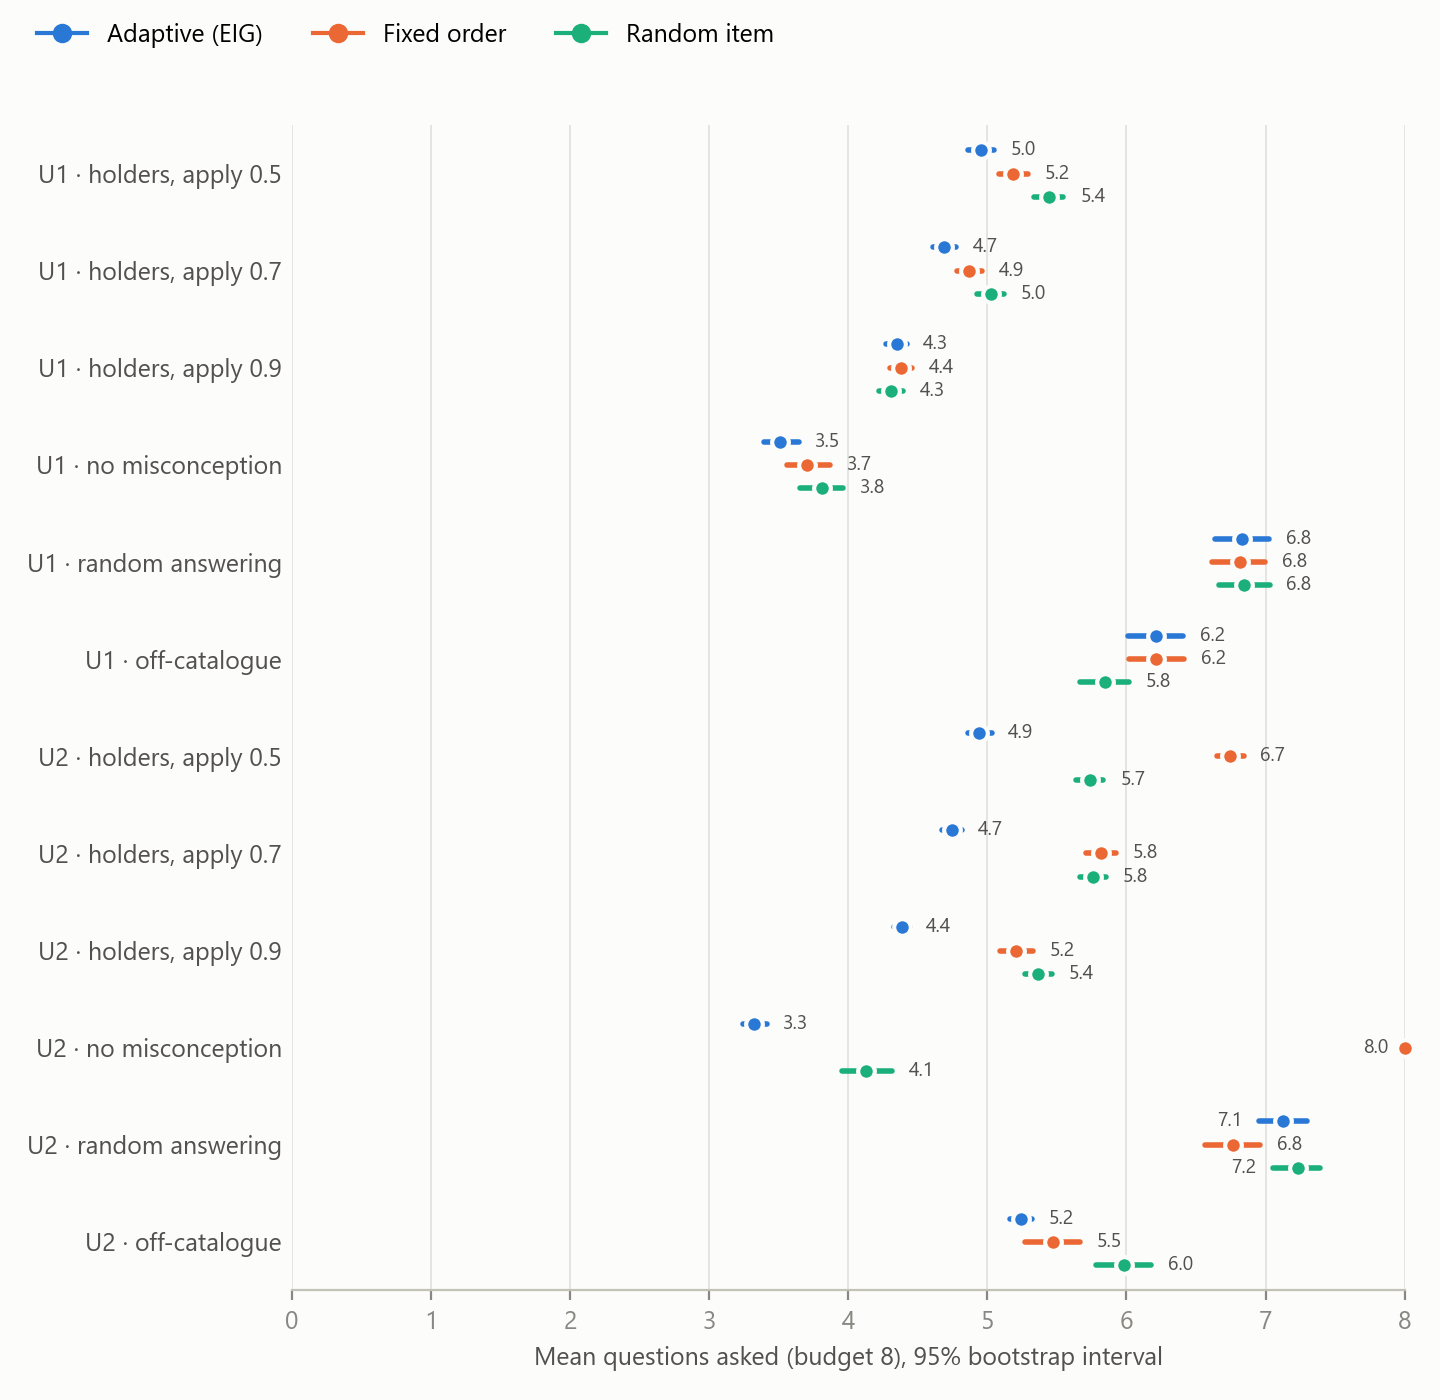 Adaptive (EIG) Fixed order Random item
U1 · holders, apply 0.5 5.0
5.2
5.4
U1 · holders, apply 0.7 4.7
4.9
5.0
U1 · holders, apply 0.9 4.3
4.4
4.3
U1 · no misconception 3.5
3.7
3.8
U1 · random answering 6.8
6.8
6.8
U1 · off-catalogue 6.2
6.2
5.8
U2 · holders, apply 0.5 4.9
6.7
5.7
U2 · holders, apply 0.7 4.7
5.8
5.8
U2 · holders, apply 0.9 4.4
5.2
5.4
U2 · no misconception 3.3
8.0
4.1
U2 · random answering 7.1
6.8
7.2
U2 · off-catalogue 5.2
5.5
6.0
0 1 2 3 4 5 6 7 8
Mean questions asked (budget 8), 95% bootstrap interval